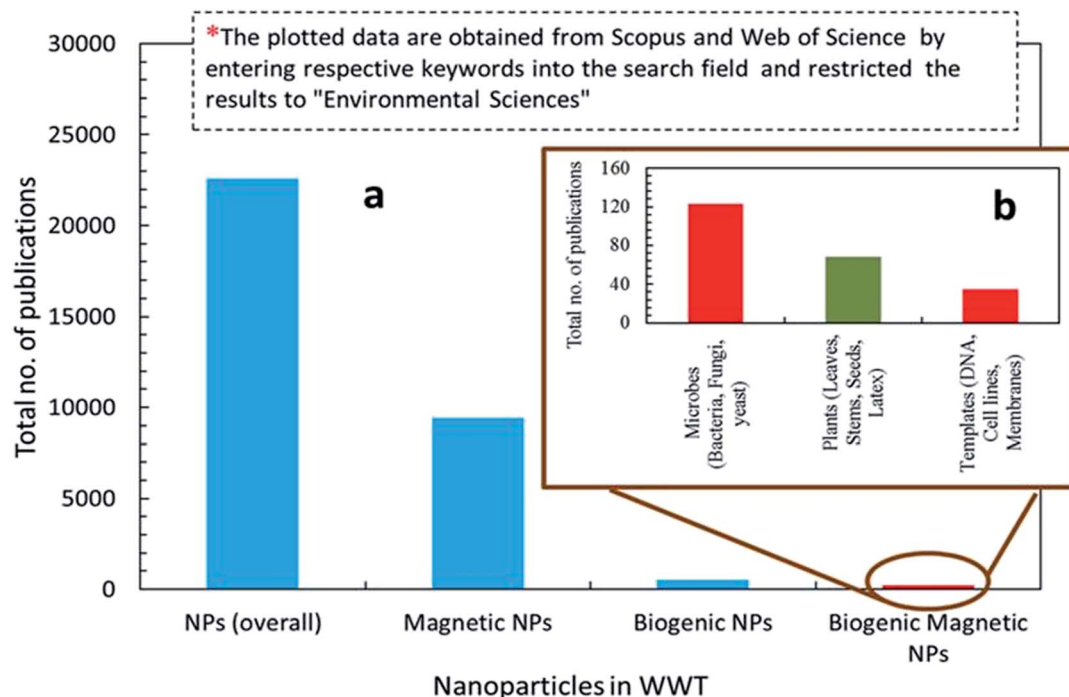 *The plotted data are obtained from Scopus and Web of Science by
entering respective keywords into the search field and restricted the
results to "Environmental Sciences"
Total no. of publications
30000
25000
20000
15000
10000
5000
0
a
NPs (overall)
Magnetic NPs
Biogenic NPs
Biogenic Magnetic
NPs
Nanoparticles in WWT
b
Total no. of publications
160
120
80
40
0
Microbes
(Bacteria, Fungi,
yeast)
Plants (Leaves,
Stems, Seeds,
Latex)
Templates (DNA,
Cell lines,
Membranes)